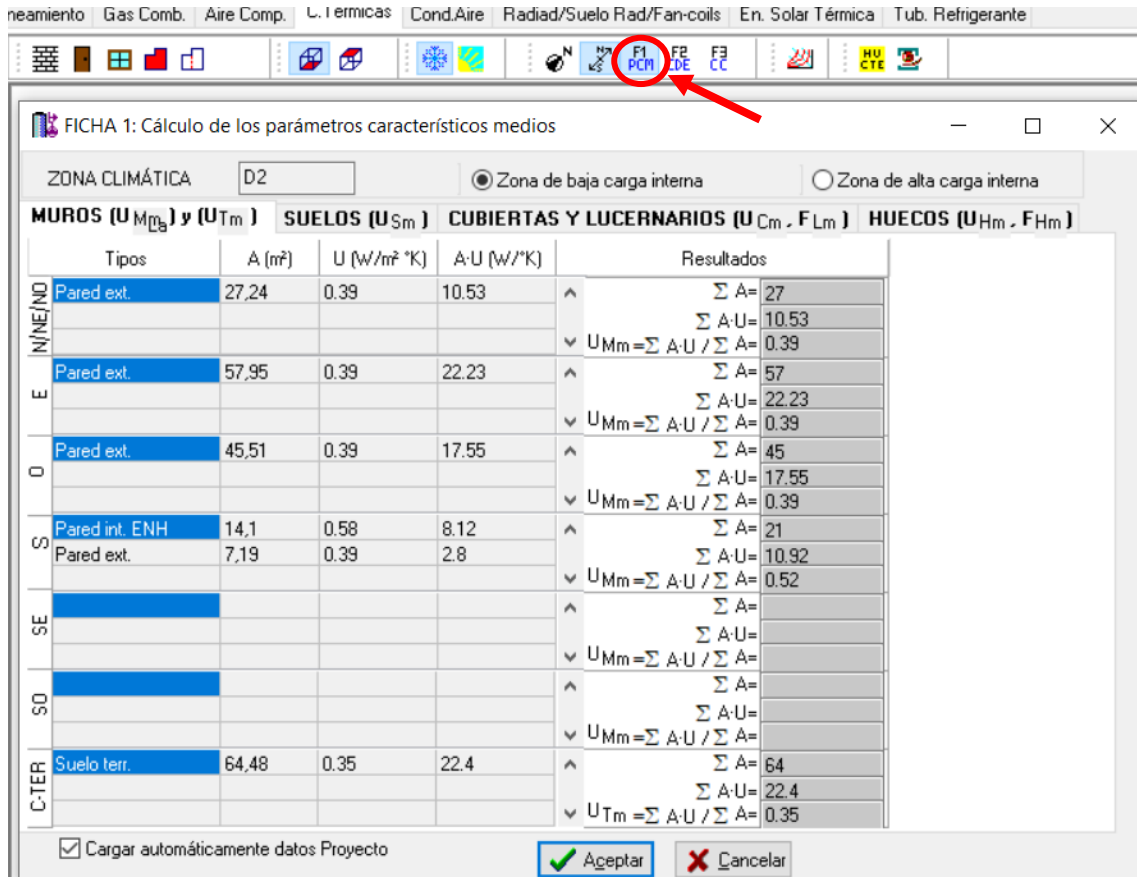 neamiento Gas Comb. Aire Comp. C.Térmicas Cond.Aire Radiad/Suelo Rad/Fan-coils En. Solar Térmica Tub. Refrigerante
N N S F1 PCM F2 CDE F3 CC HU CTE
FICHA 1: Cálculo de los parámetros característicos medios
ZONA CLIMÁTICA D2 Zona de baja carga interna Zona de alta carga interna
MUROS (U Mm) y (UTm) SUELOS (U Sm) CUBIERTAS Y LUCERNARIOS (U Cm, F Lm) HUECOS (U Hm, F Hm)
Tipos A (m²) U (W/m² °K) A·U (W/°K) Resultados
N/NE/NO Pared ext. 27,24 0.39 10.53 Σ A= 27
Σ A·U= 10.53
UMm =Σ A·U / Σ A= 0.39
E Pared ext. 57,95 0.39 22.23 Σ A= 57
Σ A·U= 22.23
UMm =Σ A·U / Σ A= 0.39
O Pared ext. 45,51 0.39 17.55 Σ A= 45
Σ A·U= 17.55
UMm =Σ A·U / Σ A= 0.39
S Pared int. ENH 14,1 0.58 8.12 Σ A= 21
Pared ext. 7,19 0.39 2.8 Σ A·U= 10.92
UMm =Σ A·U / Σ A= 0.52
SE Σ A=
Σ A·U=
UMm =Σ A·U / Σ A=
SO Σ A=
Σ A·U=
UMm =Σ A·U / Σ A=
C-TER Suelo terr. 64,48 0.35 22.4 Σ A= 64
Σ A·U= 22.4
UTm =Σ A·U / Σ A= 0.35
Cargar automáticamente datos Proyecto Aceptar Cancelar